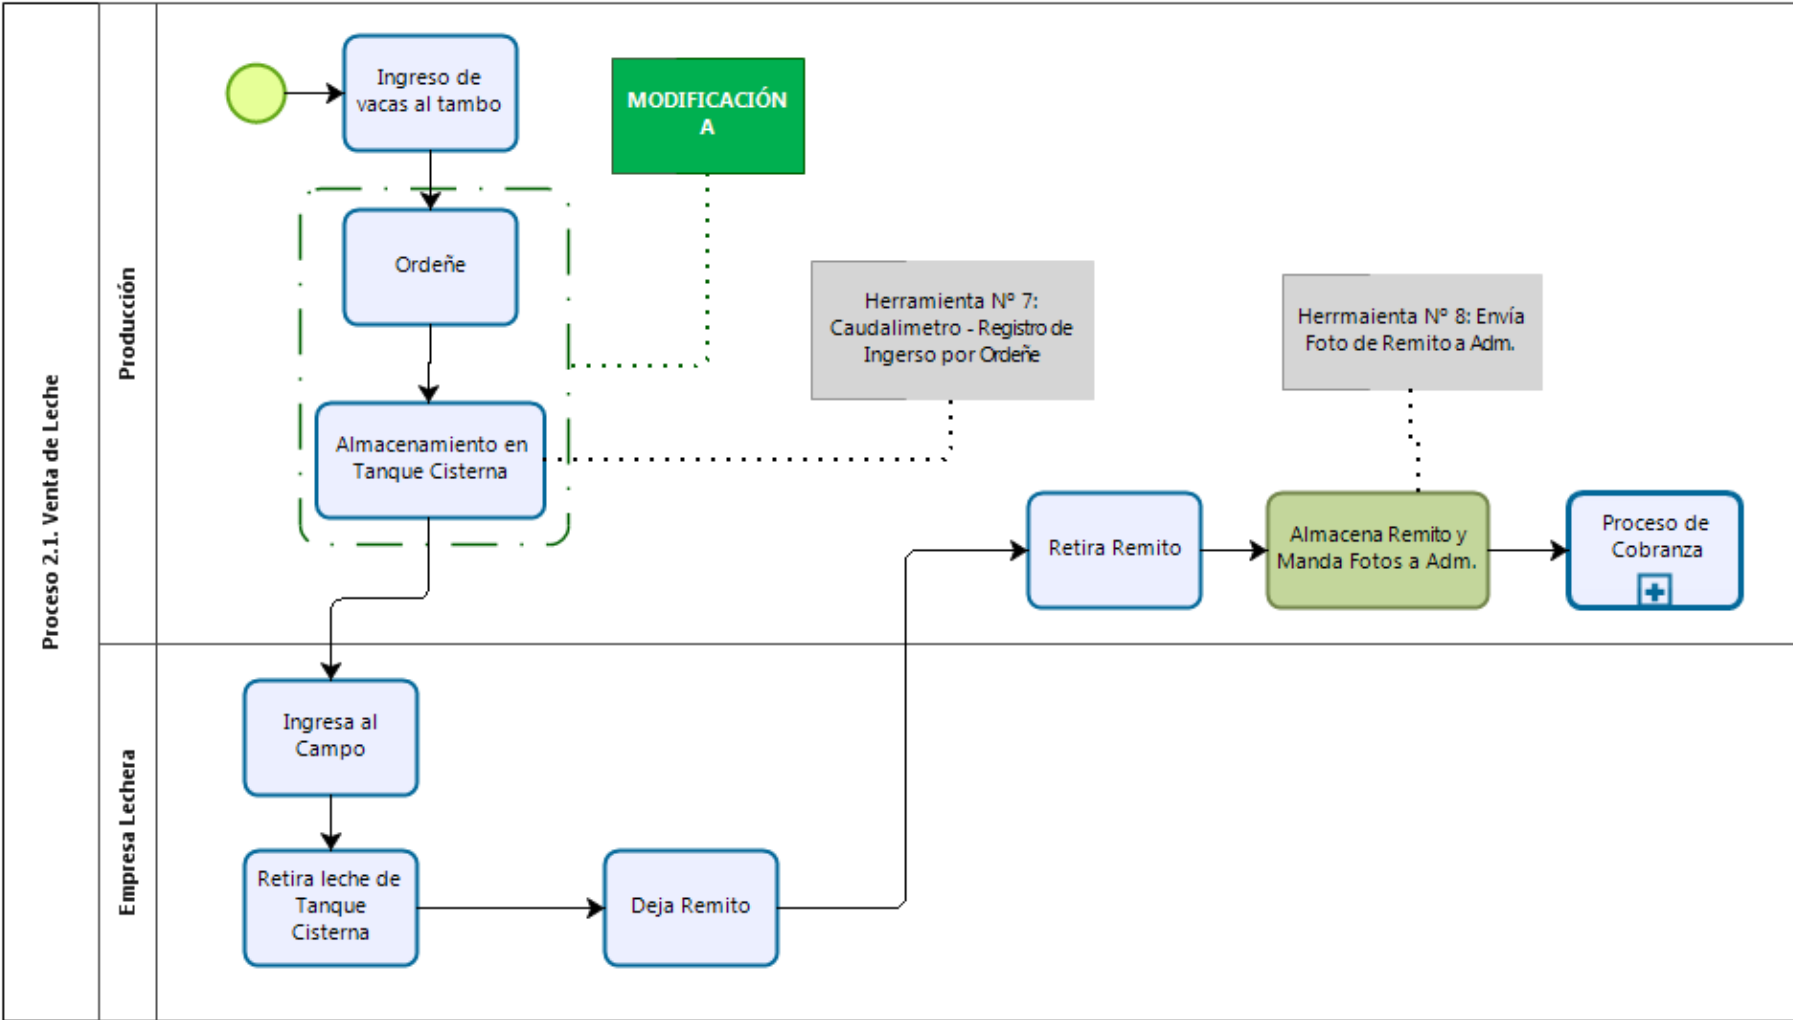 Proceso 2.1. Venta de Leche
Producción
Ingreso de
vacas al tambo
MODIFICACIÓN
A
Ordeñe
Herramienta Nº 7:
Caudalimetro - Registro de
Ingerso por Ordeñe
Herrmaienta Nº 8: Envía
Foto de Remito a Adm.
Almacenamiento en
Tanque Cisterna
Retira Remito
Almacena Remito y
Manda Fotos a Adm.
Proceso de
Cobranza
Empresa Lechera
Ingresa al
Campo
Retira leche de
Tanque
Cisterna
Deja Remito